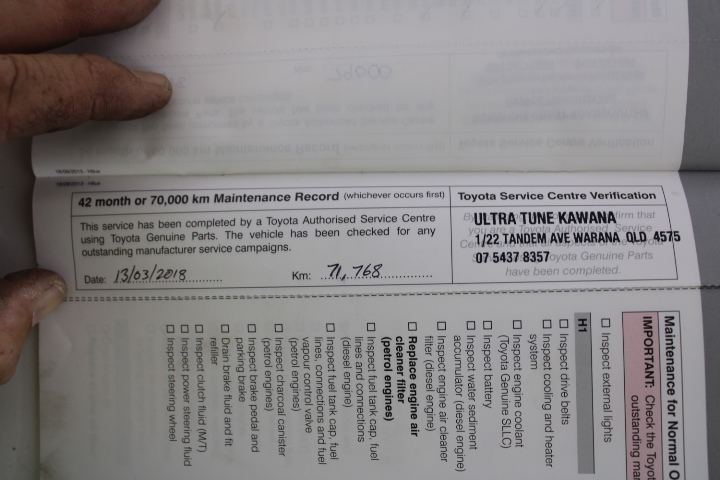 42 month or 70,000 km Maintenance Record (whichever occurs first)
This service has been completed by a Toyota Authorised Service Centre
using Toyota Genuine Parts. The vehicle has been checked for any
outstanding manufacturer service campaigns.
Date: 13/03/2018 Km: 71,768
Toyota Service Centre Verification
ULTRA TUNE KAWANA
1/22 TANDEM AVE WARANA QLD 4575
07 5437 8357
have been completed.
Maintenance for Normal
IMPORTANT: Check the
outstanding
Inspect external lights
H1
Inspect drive belts
Inspect cooling and heater
system
Inspect engine coolant
(Toyota Genuine SLLC)
Inspect battery
Inspect water sediment
accumulator (diesel engine)
Inspect engine air cleaner
filter (diesel engine)
Replace engine air
cleaner filter
(petrol engines)
Inspect fuel tank cap, fuel
lines and connections
(diesel engine)
Inspect fuel tank cap, fuel
lines, connections and fuel
vapour control valve
(petrol engines)
Inspect charcoal canister
(petrol engines)
Inspect brake pedal and
parking brake
Drain brake fluid and fit
refiller
Inspect clutch fluid (M/T)
Inspect power steering fluid
Inspect steering wheel